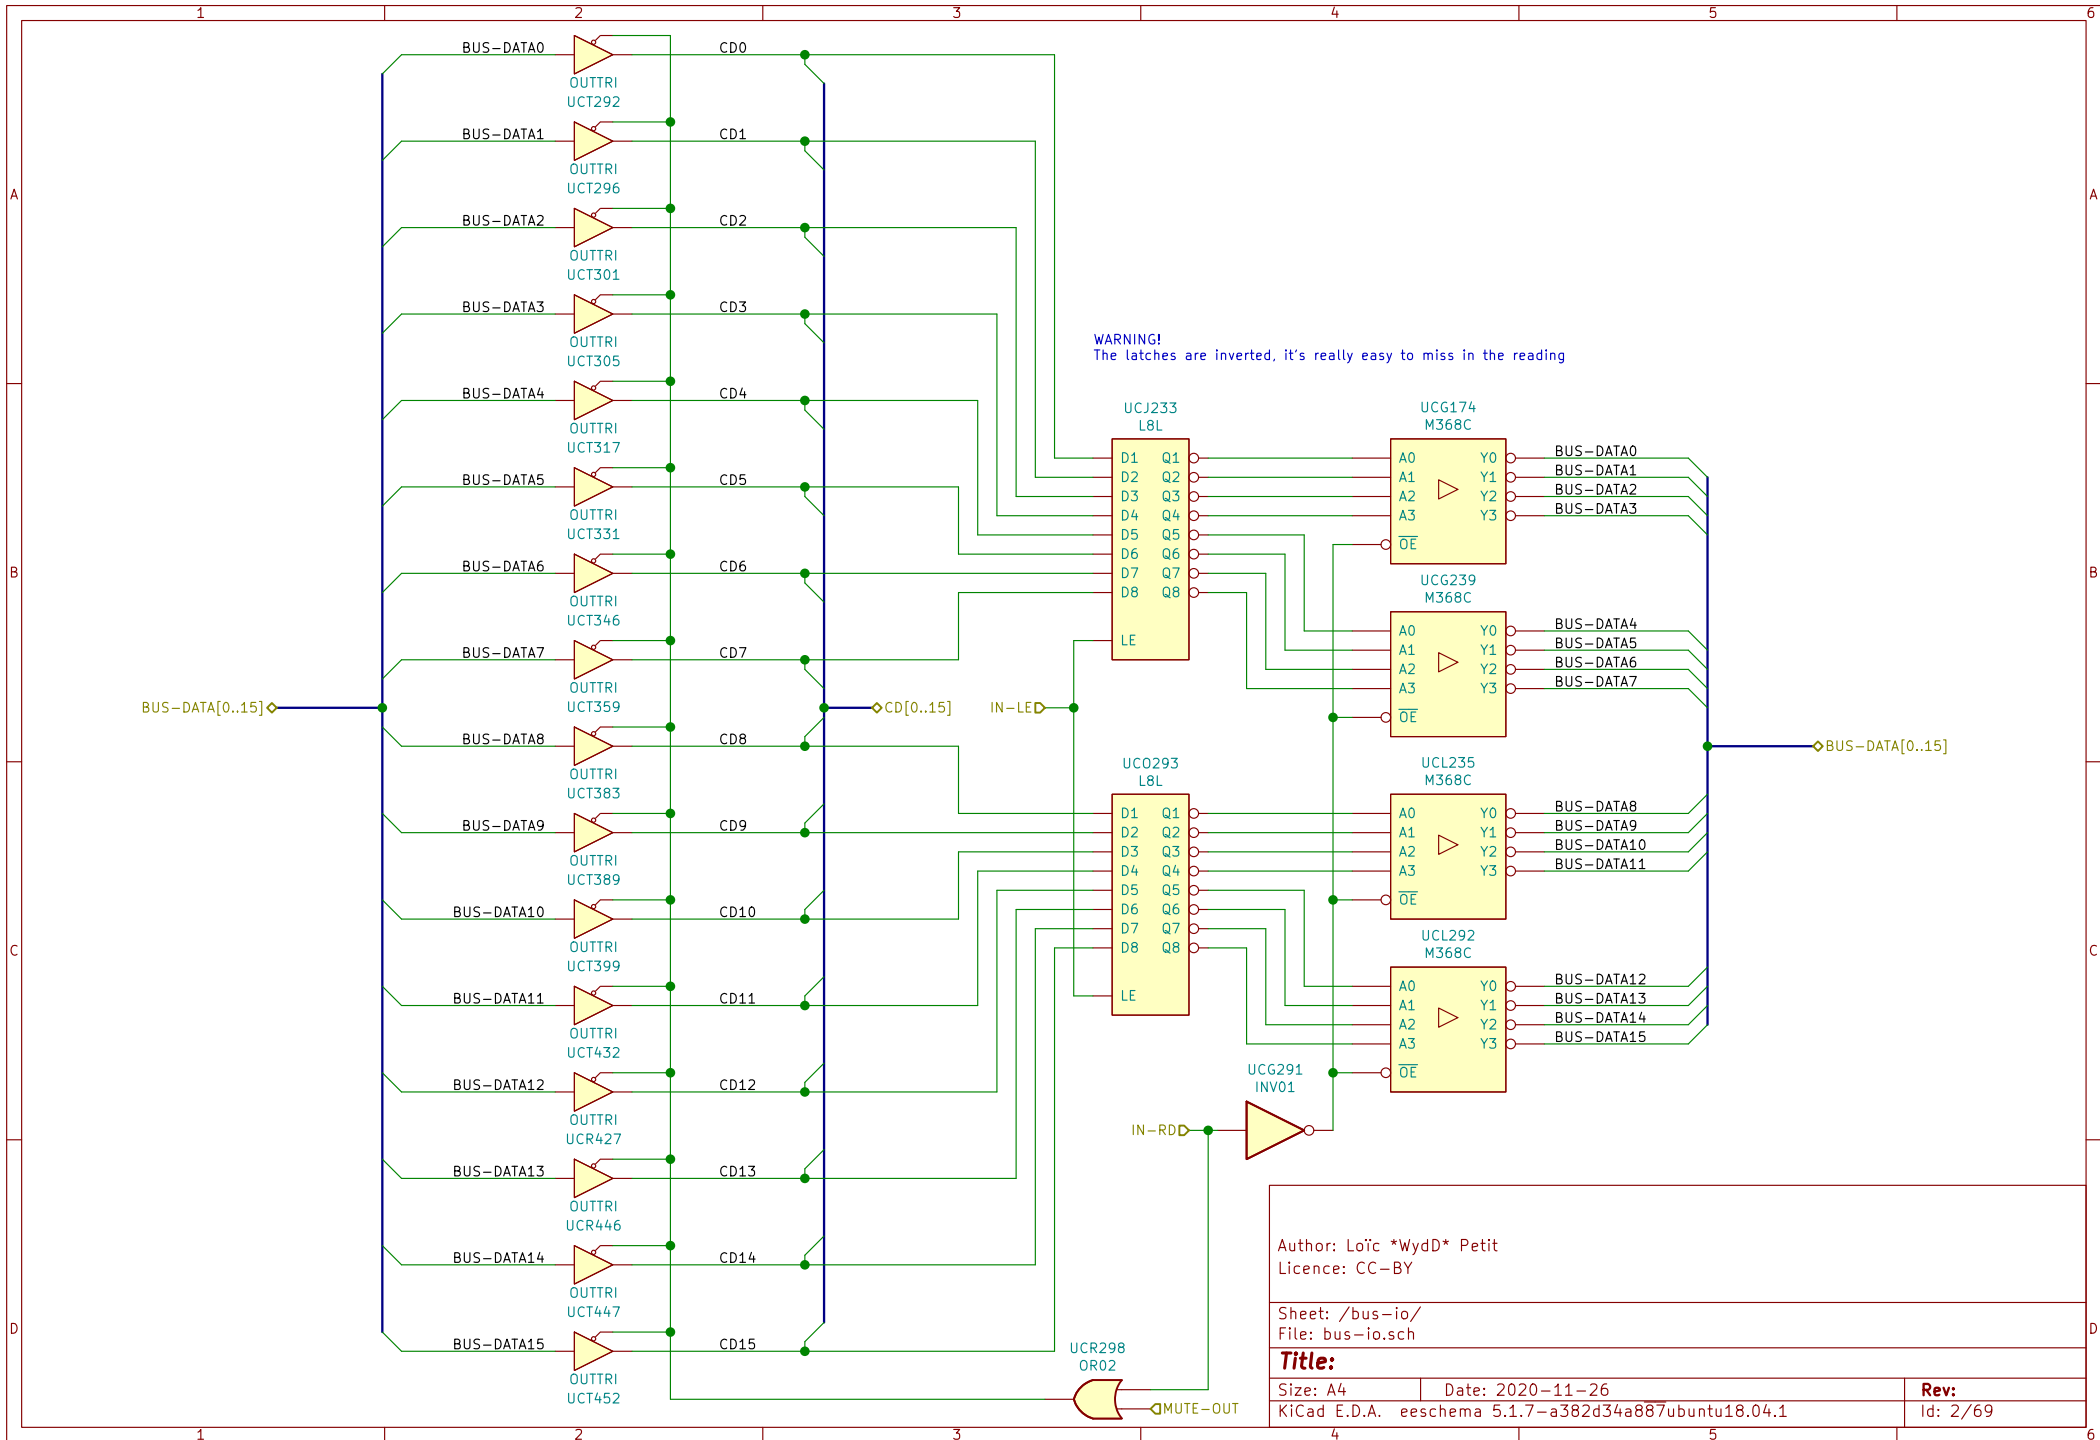 1 2 3 4 5 6
A
B
C
D
BUS-DATA0
CD0
OUTTRI
UCT292
BUS-DATA1
CD1
OUTTRI
UCT296
BUS-DATA2
CD2
OUTTRI
UCT301
BUS-DATA3
CD3
OUTTRI
UCT305
BUS-DATA4
CD4
OUTTRI
UCT317
BUS-DATA5
CD5
OUTTRI
UCT331
BUS-DATA6
CD6
OUTTRI
UCT346
BUS-DATA7
CD7
OUTTRI
UCT359
BUS-DATA[0..15]
CD[0..15]
BUS-DATA8
CD8
OUTTRI
UCT383
BUS-DATA9
CD9
OUTTRI
UCT389
BUS-DATA10
CD10
OUTTRI
UCT399
BUS-DATA11
CD11
OUTTRI
UCT432
BUS-DATA12
CD12
OUTTRI
UCR427
BUS-DATA13
CD13
OUTTRI
UCR446
BUS-DATA14
CD14
OUTTRI
UCT447
BUS-DATA15
CD15
OUTTRI
UCT452
WARNING!
The latches are inverted, it's really easy to miss in the reading
UCJ233
L8L
D1 Q1
D2 Q2
D3 Q3
D4 Q4
D5 Q5
D6 Q6
D7 Q7
D8 Q8
LE
IN-LE
UCO293
L8L
D1 Q1
D2 Q2
D3 Q3
D4 Q4
D5 Q5
D6 Q6
D7 Q7
D8 Q8
LE
UCG174
M368C
A0 Y0 BUS-DATA0
A1 Y1 BUS-DATA1
A2 Y2 BUS-DATA2
A3 Y3 BUS-DATA3
OE
UCG239
M368C
A0 Y0 BUS-DATA4
A1 Y1 BUS-DATA5
A2 Y2 BUS-DATA6
A3 Y3 BUS-DATA7
OE
BUS-DATA[0..15]
UCL235
M368C
A0 Y0 BUS-DATA8
A1 Y1 BUS-DATA9
A2 Y2 BUS-DATA10
A3 Y3 BUS-DATA11
OE
UCL292
M368C
A0 Y0 BUS-DATA12
A1 Y1 BUS-DATA13
A2 Y2 BUS-DATA14
A3 Y3 BUS-DATA15
OE
UCG291
INV01
IN-RD
UCR298
OR02
MUTE-OUT
Author: Loïc *WydD* Petit
Licence: CC-BY
Sheet: /bus-io/
File: bus-io.sch
Title:
Size: A4 Date: 2020-11-26 Rev:
KiCad E.D.A. eeschema 5.1.7-a382d34a887ubuntu18.04.1 Id: 2/69
A
B
C
D
1 2 3 4 5 6